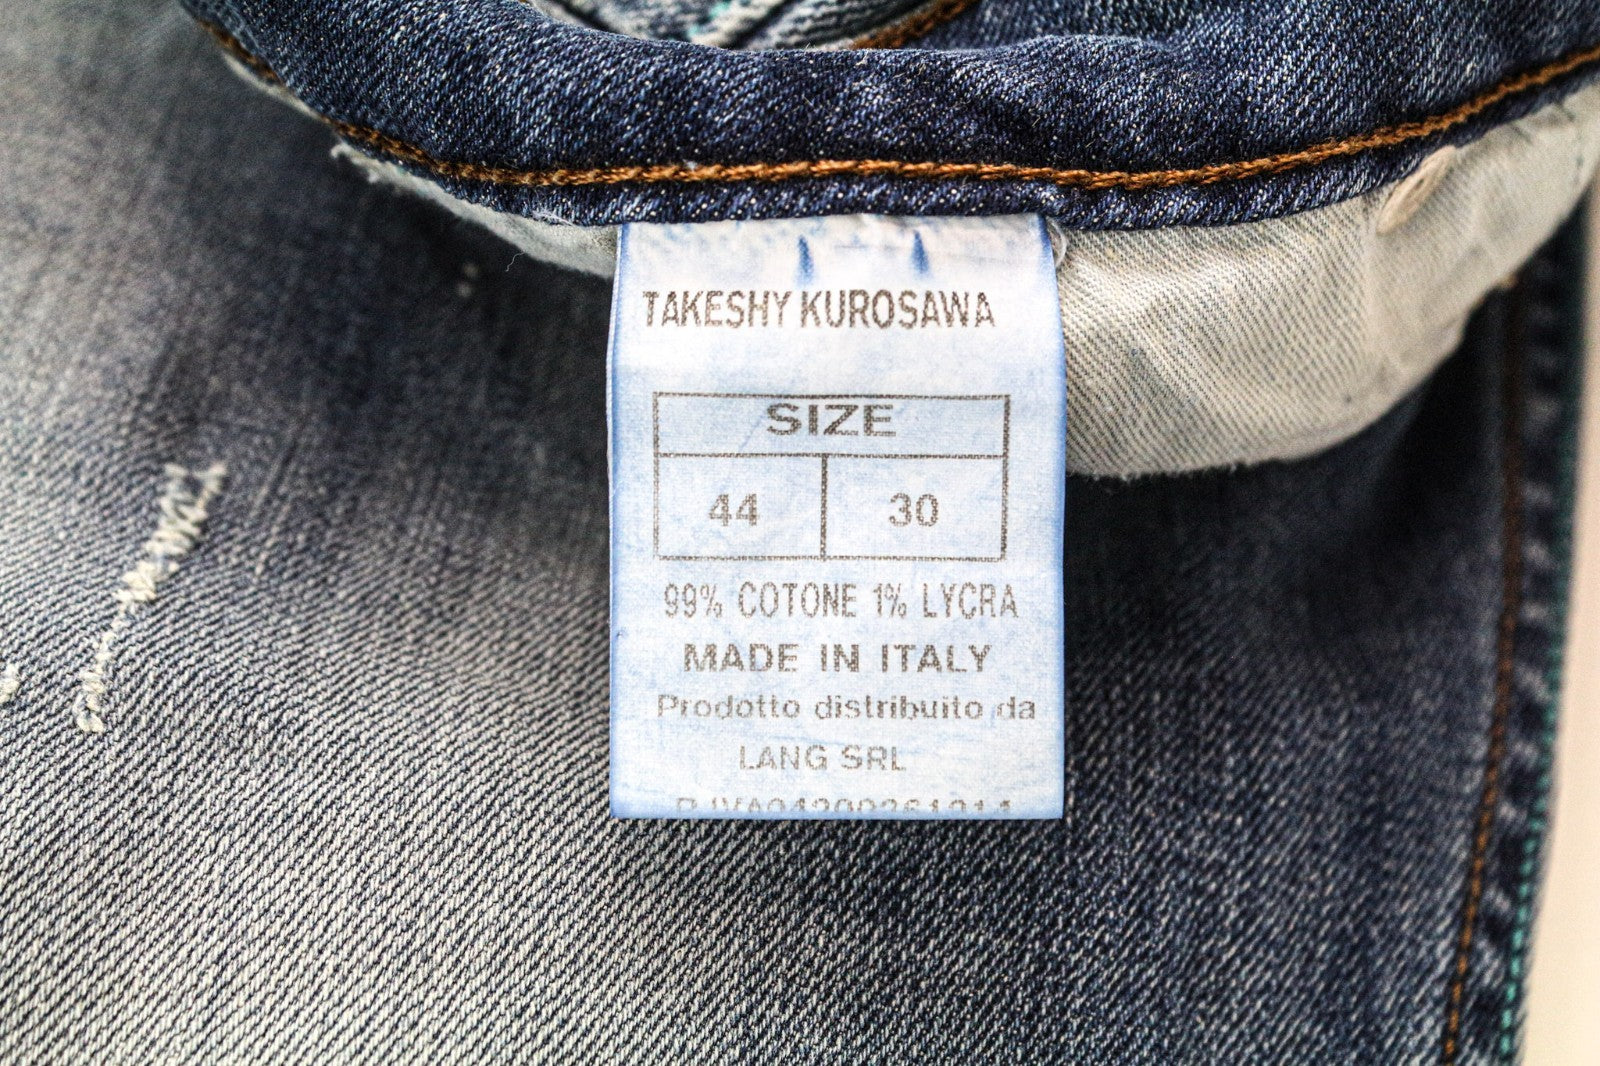 TAKESHY KUROSAWA
SIZE
44 30
99% COTONE 1% LYCRA
MADE IN ITALY
Prodotto distribuito da
LANG SRL